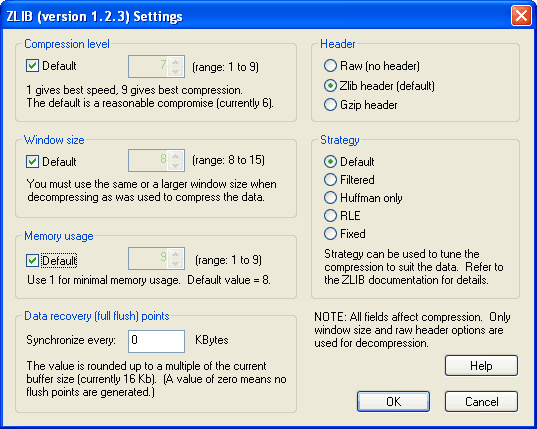 ZLIB (version 1.2.3) Settings
Compression level
Default
7
(range: 1 to 9)
1 gives best speed, 9 gives best compression.
The default is a reasonable compromise (currently 6).
Window size
Default
8
(range: 8 to 15)
You must use the same or a larger window size when
decompressing as was used to compress the data.
Memory usage
Default
9
(range: 1 to 9)
Use 1 for minimal memory usage. Default value = 8.
Data recovery (full flush) points
Synchronize every:
0
KBytes
The value is rounded up to a multiple of the current
buffer size (currently 16 Kb). (A value of zero means no
flush points are generated.)
Header
Raw (no header)
Zlib header (default)
Gzip header
Strategy
Default
Filtered
Huffman only
RLE
Fixed
Strategy can be used to tune the
compression to suit the data. Refer to
the ZLIB documentation for details.
NOTE: All fields affect compression. Only
window size and raw header options are
used for decompression.
Help
OK
Cancel